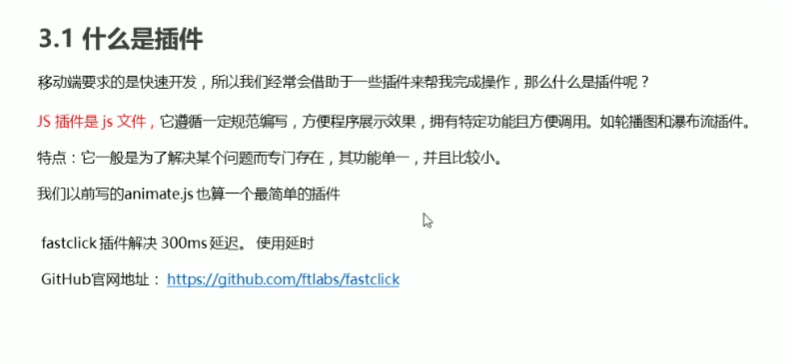 3.1 什么是插件
移动端要求的是快速开发，所以我们经常会借助于一些插件来帮我完成操作，那么什么是插件呢？
JS 插件是 js 文件，它遵循一定规范编写，方便程序展示效果，拥有特定功能且方便调用。如轮播图和瀑布流插件。
特点：它一般是为了解决某个问题而专门存在，其功能单一，并且比较小。
我们以前写的animate.js 也算一个最简单的插件
fastclick 插件解决 300ms 延迟。 使用延时
GitHub官网地址： https://github.com/ftlabs/fastclick